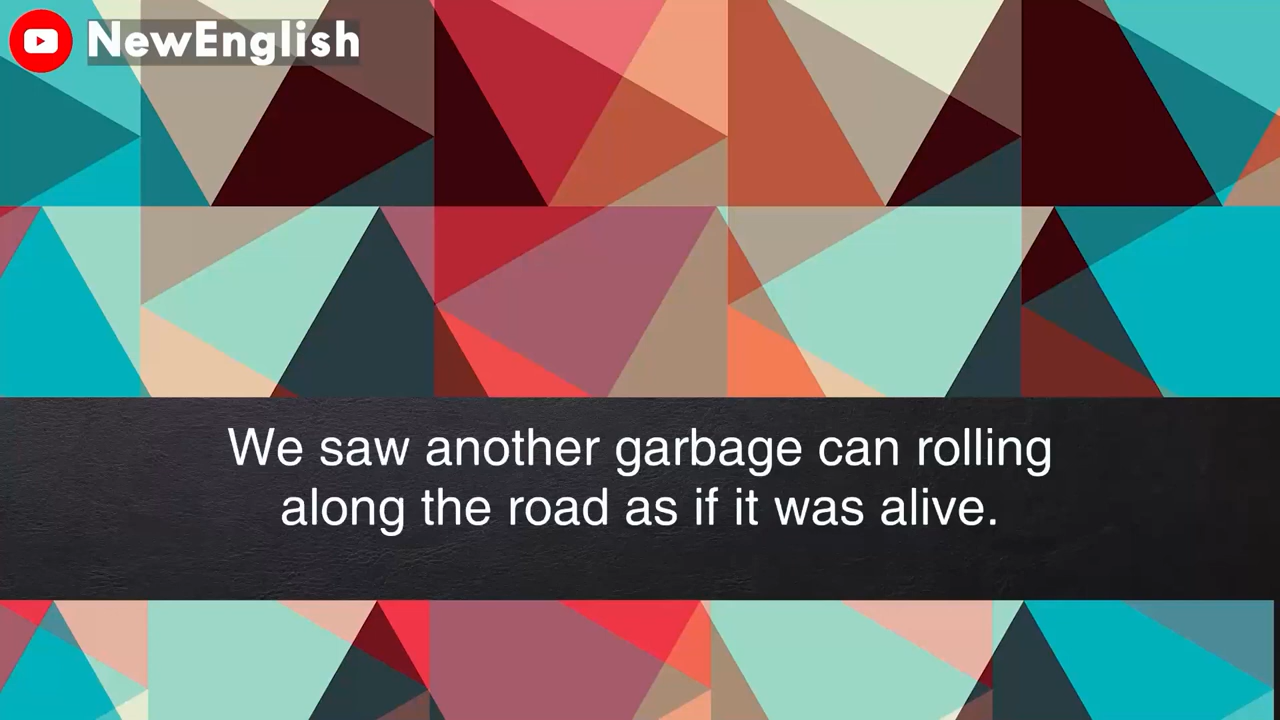 NewEnglish
We saw another garbage can rolling
along the road as if it was alive.